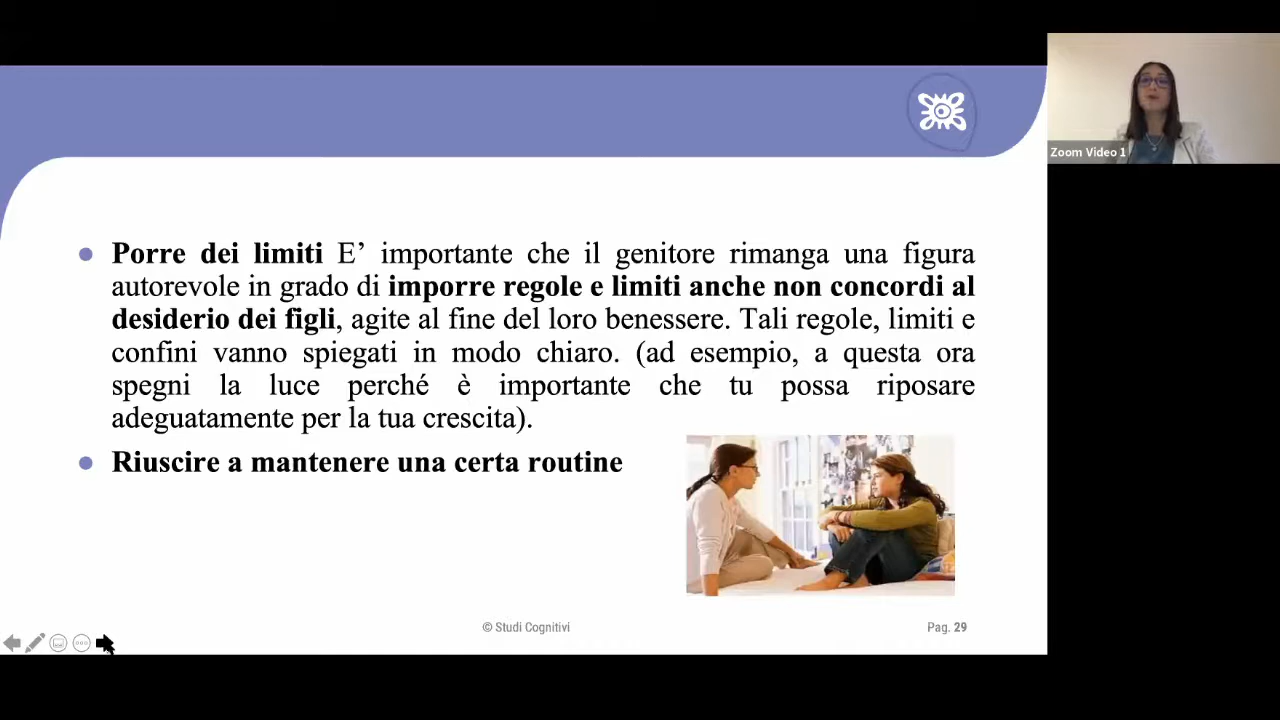 Zoom Video 1
Porre dei limiti E’ importante che il genitore rimanga una figura
autorevole in grado di imporre regole e limiti anche non concordi al
desiderio dei figli, agite al fine del loro benessere. Tali regole, limiti e
confini vanno spiegati in modo chiaro. (ad esempio, a questa ora
spegni la luce perché è importante che tu possa riposare
adeguatamente per la tua crescita).
Riuscire a mantenere una certa routine
© Studi Cognitivi
Pag. 29